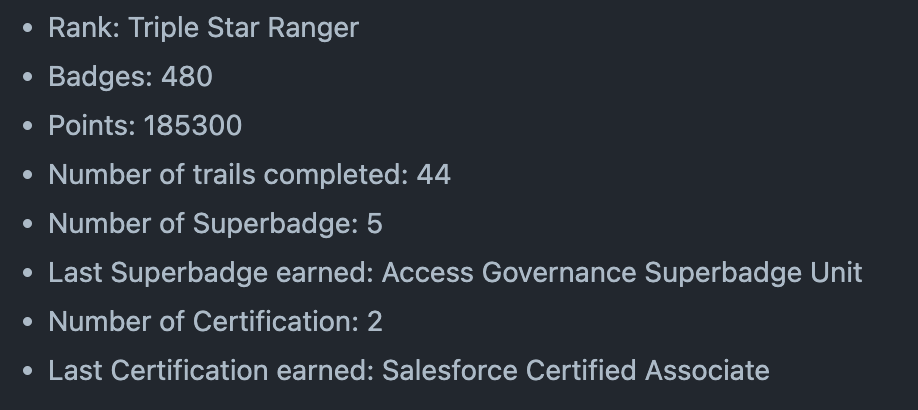 • Rank: Triple Star Ranger
• Badges: 480
• Points: 185300
• Number of trails completed: 44
• Number of Superbadge: 5
• Last Superbadge earned: Access Governance Superbadge Unit
• Number of Certification: 2
• Last Certification earned: Salesforce Certified Associate